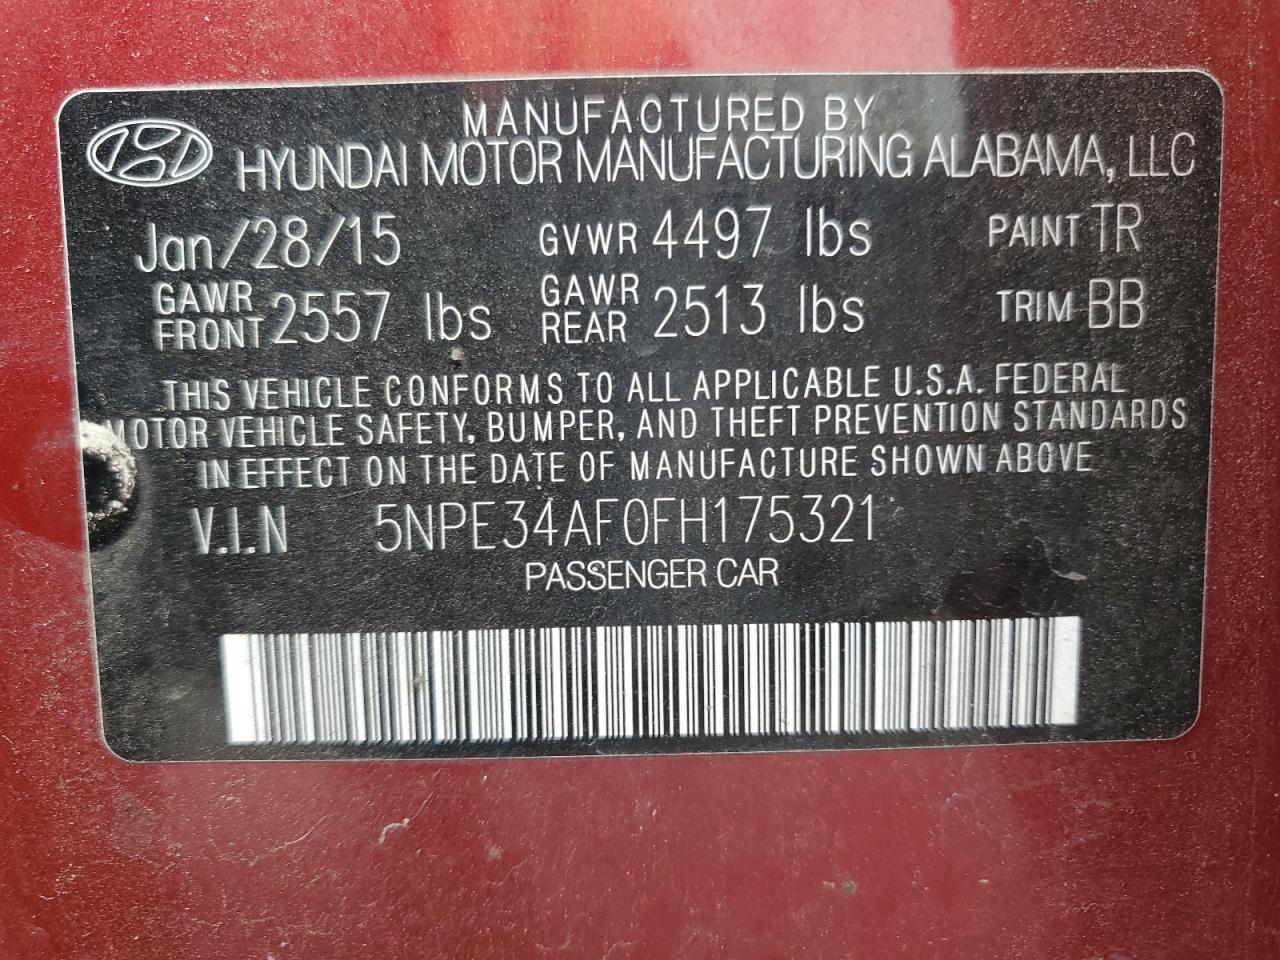 MANUFACTURED BY
HYUNDAI MOTOR MANUFACTURING ALABAMA, LLC
Jan/28/15 GVWR 4497 lbs PAINT TR
GAWR FRONT 2557 lbs GAWR REAR 2513 lbs TRIM BB
THIS VEHICLE CONFORMS TO ALL APPLICABLE U.S.A. FEDERAL
MOTOR VEHICLE SAFETY, BUMPER, AND THEFT PREVENTION STANDARDS
IN EFFECT ON THE DATE OF MANUFACTURE SHOWN ABOVE
V.I.N 5NPE34AF0FH175321
PASSENGER CAR